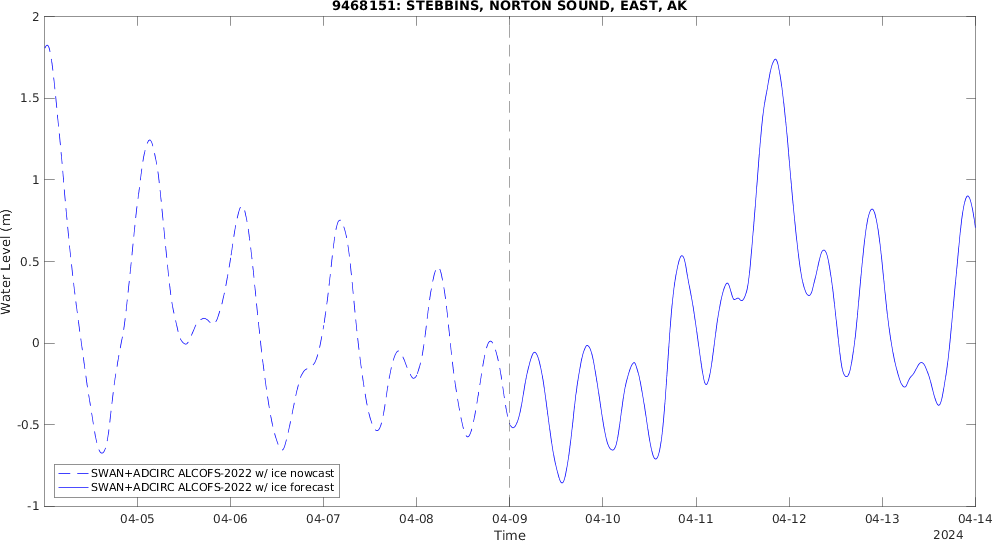 9468151: STEBBINS, NORTON SOUND, EAST, AK
2
1.5
1
0.5
0
-0.5
-1
Water Level (m)
SWAN+ADCIRC ALCOFS-2022 w/ ice nowcast
SWAN+ADCIRC ALCOFS-2022 w/ ice forecast
04-05 04-06 04-07 04-08 04-09 04-10 04-11 04-12 04-13 04-14
Time
2024